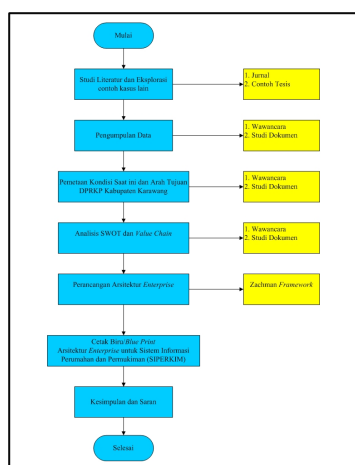 Mulai
Studi Literatur dan Eksplorasi
contoh kasus lain
1. Jurnal
2. Contoh Tesis
Pengumpulan Data
1. Wawancara
2. Studi Dokumen
Pemetaan Kondisi Saat ini dan Arah Tujuan
DPRKP Kabupaten Karawang
1. Wawancara
2. Studi Dokumen
Analisis SWOT dan Value Chain
1. Wawancara
2. Studi Dokumen
Perancangan Arsitektur Enterprise
Zachman Framework
Cetak Biru/Blue Print
Arsitektur Enterprise untuk Sistem Informasi
Perumahan dan Permukiman (SIPERKIM)
Kesimpulan dan Saran
Selesai